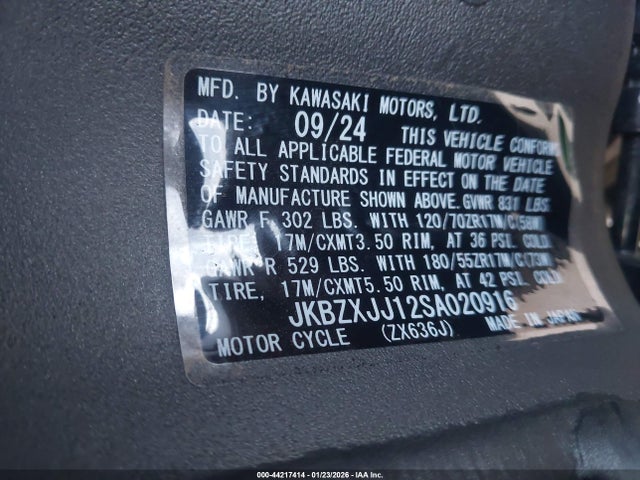 MFD. BY KAWASAKI MOTORS, LTD.
DATE: 09/24 THIS VEHICLE CONFORMS
TO ALL APPLICABLE FEDERAL MOTOR VEHICLE
SAFETY STANDARDS IN EFFECT ON THE DATE
OF MANUFACTURE SHOWN ABOVE. GVWR 831 LBS.
GAWR F 302 LBS. WITH 120/70ZR17M/C(58W)
TIRE, 17M/CXMT3.50 RIM, AT 36 PSI. COLD
GAWR R 529 LBS. WITH 180/55ZR17M/C(73W)
TIRE, 17M/CXMT5.50 RIM, AT 42 PSI. COLD
JKBZXJJ12SA020916
MOTOR CYCLE (ZX636J) MADE IN JAPAN
000-44217414 | 01/23/2026 | IAA Inc.